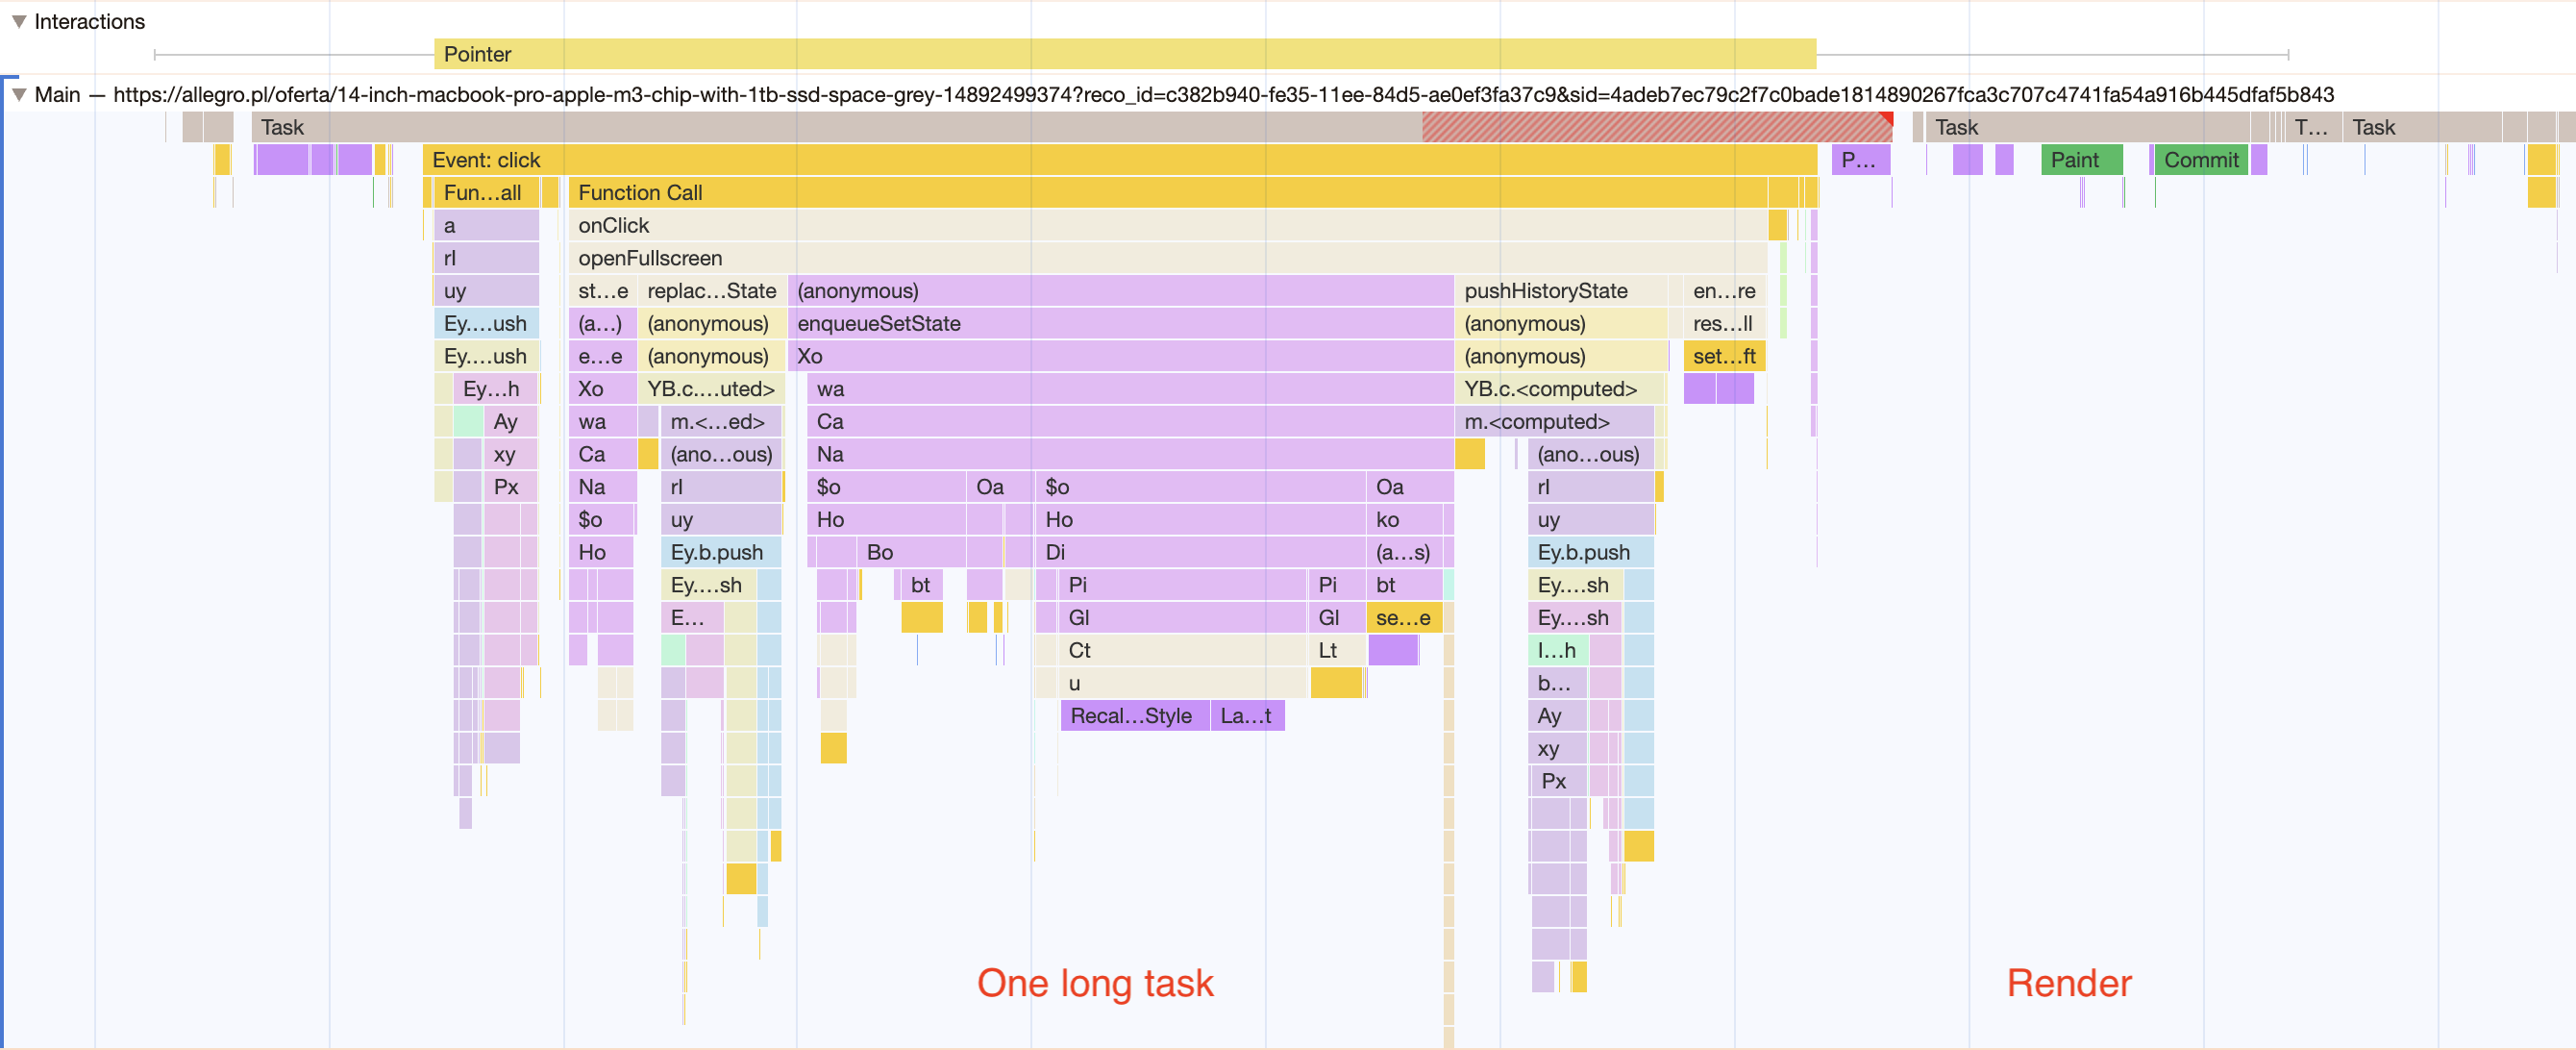 Interactions
Pointer
Main — https://allegro.pl/oferta/14-inch-macbook-pro-apple-m3-chip-with-1tb-ssd-space-grey-14892499374?reco_id=c382b940-fe35-11ee-84d5-ae0ef3fa37c9&sid=4adeb7ec79c2f7c0bade1814890267fca3c707c4741fa54a916b445dfaf5b843
Task Task T… Task
Event: click P… Paint Commit
Fun…all Function Call
a onClick
rl openFullscreen
uy st…e replac…State (anonymous) pushHistoryState en…re
Ey.…ush (a…) (anonymous) enqueueSetState (anonymous) res…ll
Ey.…ush e…e (anonymous) Xo (anonymous) set…ft
Ey…h Xo YB.c.…uted> wa YB.c.<computed>
Ay wa m.<…ed> Ca m.<computed>
xy Ca (ano…ous) Na (ano…ous)
Px Na rl $o Oa $o Oa rl
$o uy Ho Ho ko uy
Ho Ey.b.push Bo Di (a…s) Ey.b.push
Ey.…sh bt Pi Pi bt Ey.…sh
E… Gl Gl se…e Ey.…sh
Ct Lt I…h
u b…
Recal…Style La…t Ay
xy
Px
One long task Render